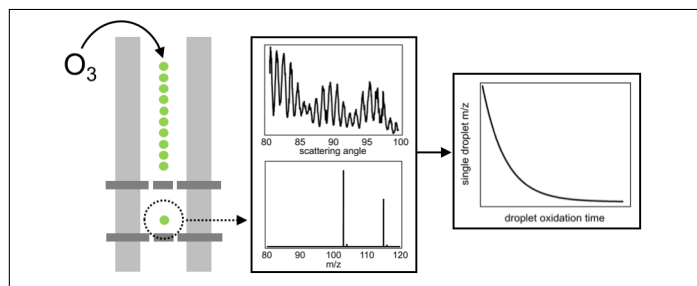 O3
80 85 90 95 100
scattering angle
80 90 100 110 120
m/z
single droplet m/z
droplet oxidation time